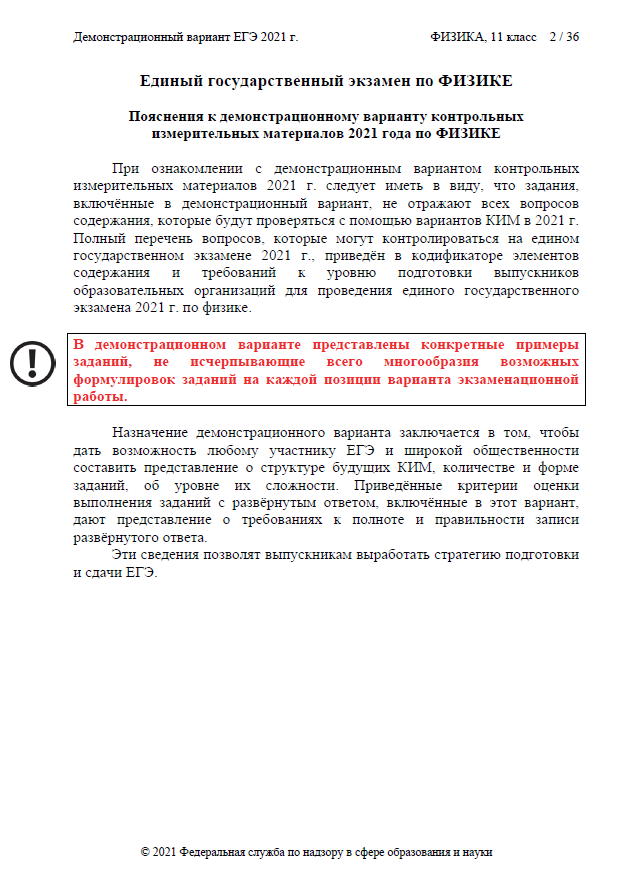 Демонстрационный вариант ЕГЭ 2021 г. ФИЗИКА, 11 класс 2 / 36
Единый государственный экзамен по ФИЗИКЕ
Пояснения к демонстрационному варианту контрольных
измерительных материалов 2021 года по ФИЗИКЕ
При ознакомлении с демонстрационным вариантом контрольных
измерительных материалов 2021 г. следует иметь в виду, что задания,
включённые в демонстрационный вариант, не отражают всех вопросов
содержания, которые будут проверяться с помощью вариантов КИМ в 2021 г.
Полный перечень вопросов, которые могут контролироваться на едином
государственном экзамене 2021 г., приведён в кодификаторе элементов
содержания и требований к уровню подготовки выпускников
образовательных организаций для проведения единого государственного
экзамена 2021 г. по физике.
!
В демонстрационном варианте представлены конкретные примеры
заданий, не исчерпывающие всего многообразия возможных
формулировок заданий на каждой позиции варианта экзаменационной
работы.
Назначение демонстрационного варианта заключается в том, чтобы
дать возможность любому участнику ЕГЭ и широкой общественности
составить представление о структуре будущих КИМ, количестве и форме
заданий, об уровне их сложности. Приведённые критерии оценки
выполнения заданий с развёрнутым ответом, включённые в этот вариант,
дают представление о требованиях к полноте и правильности записи
развёрнутого ответа.
Эти сведения позволят выпускникам выработать стратегию подготовки
и сдачи ЕГЭ.
© 2021 Федеральная служба по надзору в сфере образования и науки